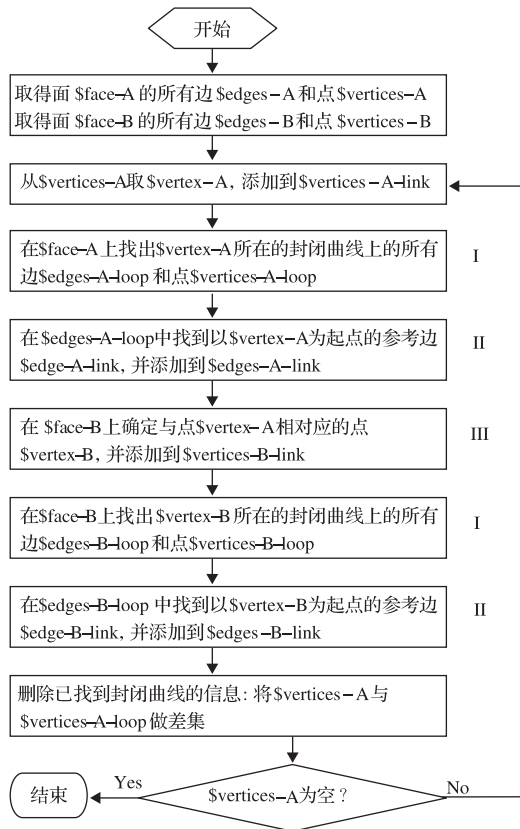 开始
取得面 $face–A 的所有边 $edges–A 和点 $vertices–A
取得面 $face–B 的所有边 $edges–B 和点 $vertices–B
从$vertices–A取 $vertex–A, 添加到 $vertices–A–link
在$face–A上找出$vertex–A所在的封闭曲线上的所有
边$edges–A–loop 和点$vertices–A–loop
I
在$edges–A–loop中找到以$vertex–A为起点的参考边
$edge–A–link, 并添加到$edges–A–link
II
在 $face–B上确定与点$vertex–A相对应的点
$vertex–B, 并添加到$vertices–B–link
III
在$face–B上找出 $vertex–B 所在的封闭曲线上的所有
边$edges–B–loop 和点$vertices–B–loop
I
在$edges–B–loop 中找到以$vertex–B为起点的参考边
$edge–B–link, 并添加到 $edges–B–link
II
删除已找到封闭曲线的信息: 将$vertices–A与
$vertices–A–loop 做差集
$vertices–A为空?
Yes
No
结束